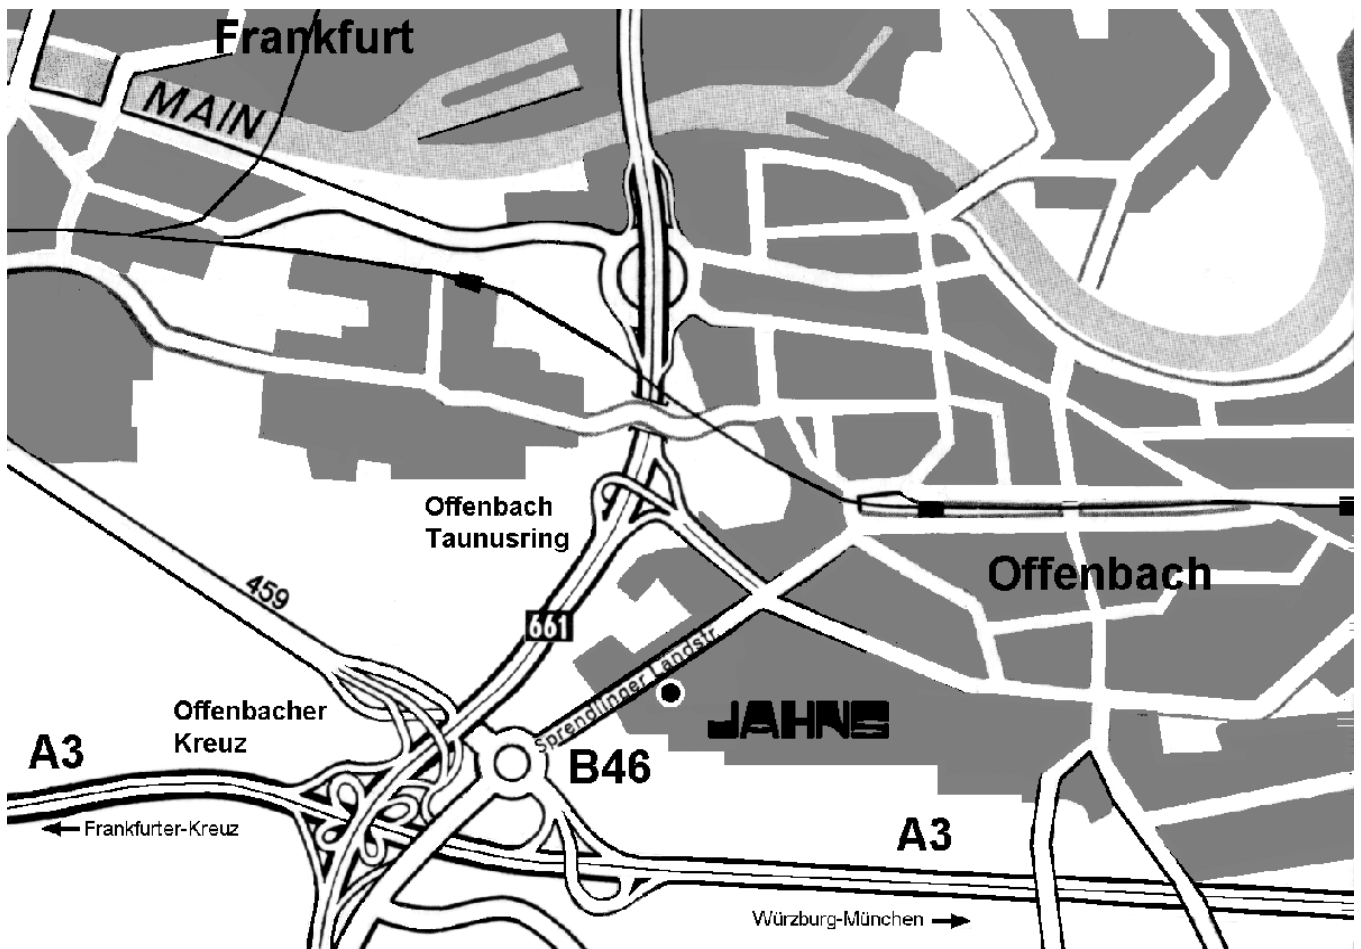 Frankfurt
MAIN
Offenbach
Taunusring
Offenbach
459
661
Sprendlinger Landstr.
Offenbacher
Kreuz
JAHNS
A3
B46
Frankfurter-Kreuz
A3
Würzburg-München